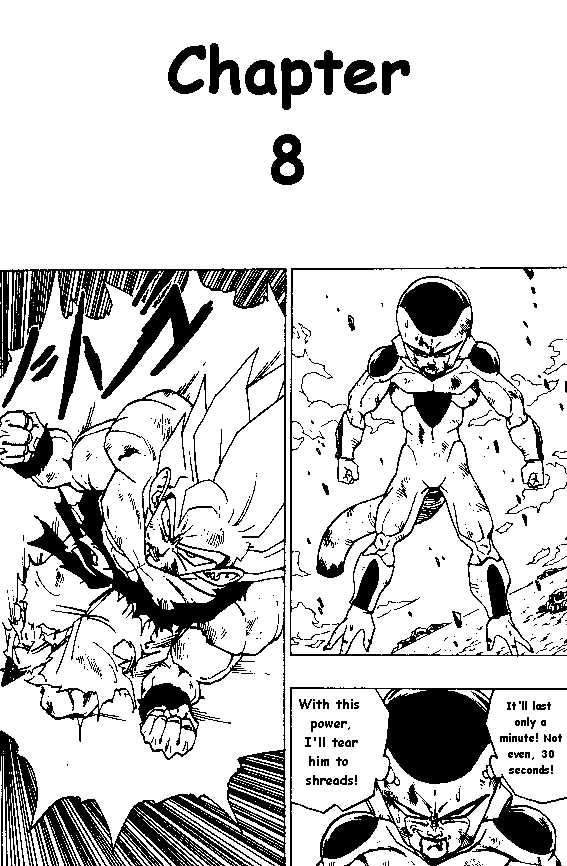 Chapter
8
It'll last
only a
minute! Not
even, 30
seconds!
With this
power,
I'll tear
him to
shreads!